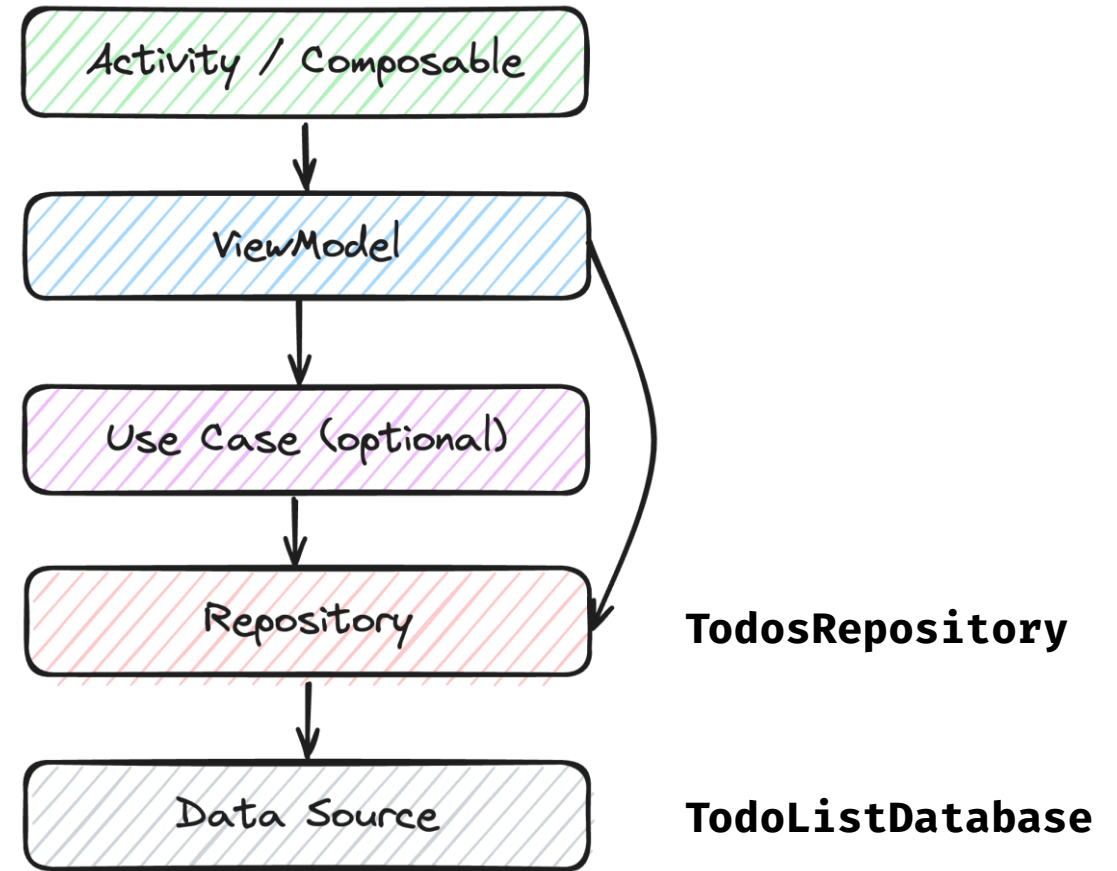 Activity / Composable
ViewModel
Use Case (optional)
Repository
TodosRepository
Data Source
TodoListDatabase